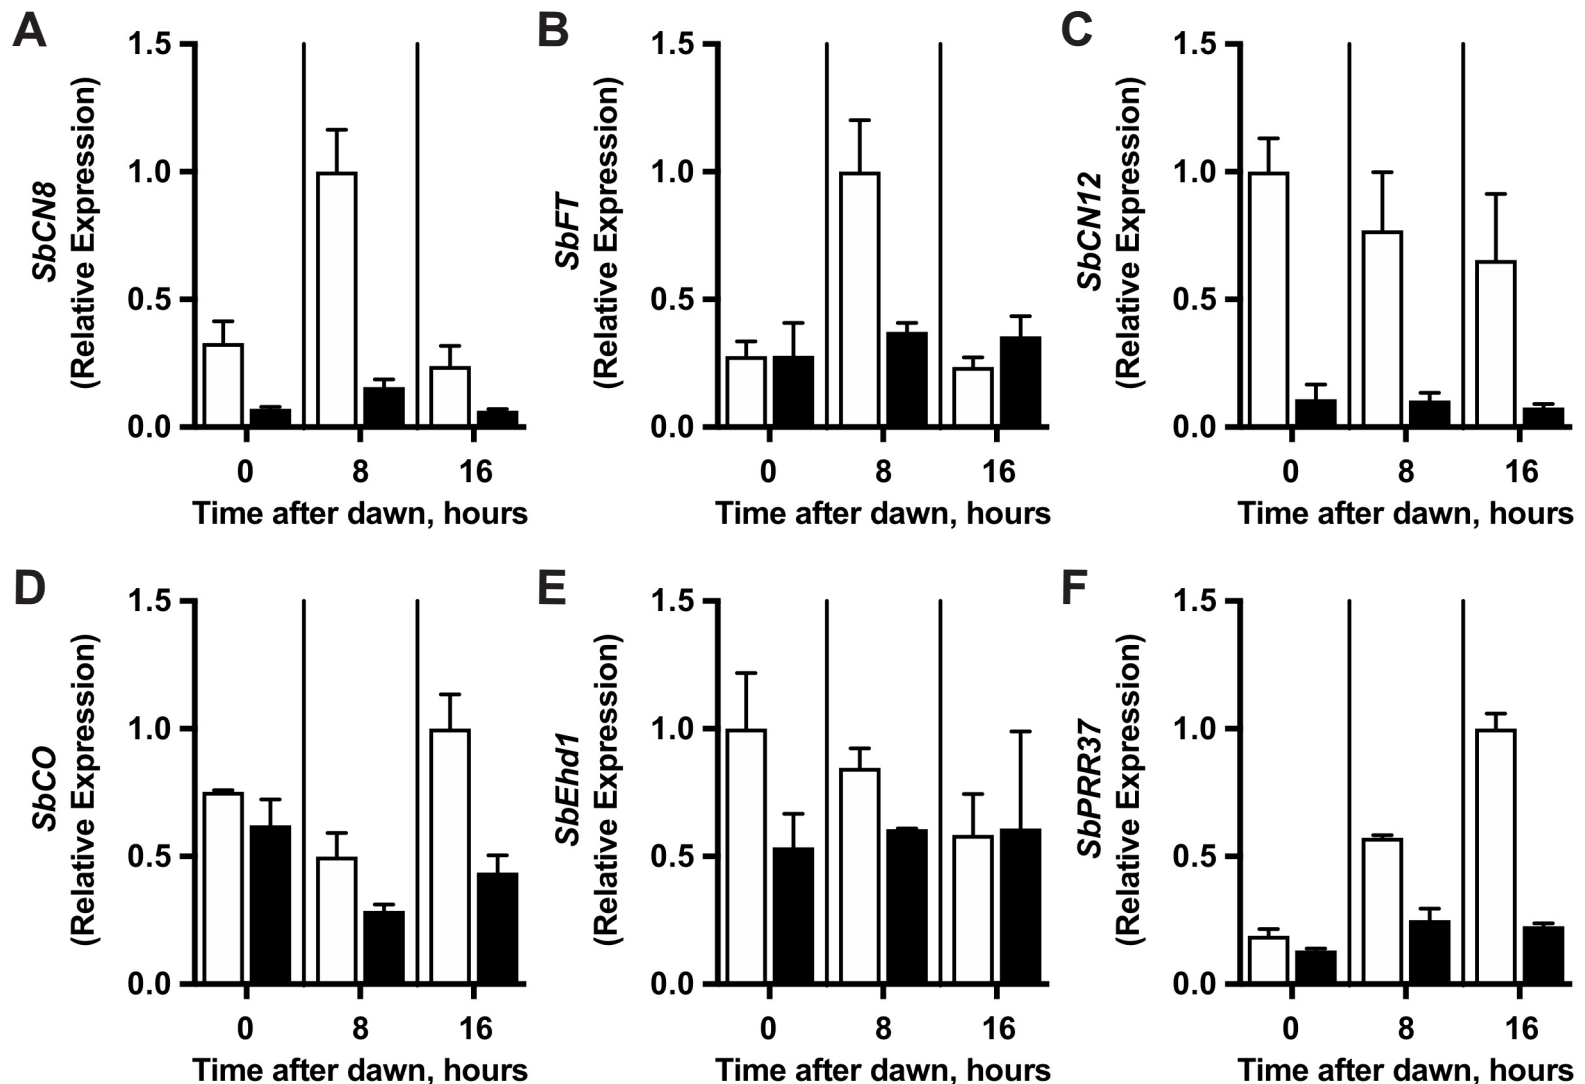 A
SbCN8
(Relative Expression)
1.5
1.0
0.5
0.0
0 8 16
Time after dawn, hours
B
SbFT
(Relative Expression)
1.5
1.0
0.5
0.0
0 8 16
Time after dawn, hours
C
SbCN12
(Relative Expression)
1.5
1.0
0.5
0.0
0 8 16
Time after dawn, hours
D
SbCO
(Relative Expression)
1.5
1.0
0.5
0.0
0 8 16
Time after dawn, hours
E
SbEhd1
(Relative Expression)
1.5
1.0
0.5
0.0
0 8 16
Time after dawn, hours
F
SbPRR37
(Relative Expression)
1.5
1.0
0.5
0.0
0 8 16
Time after dawn, hours